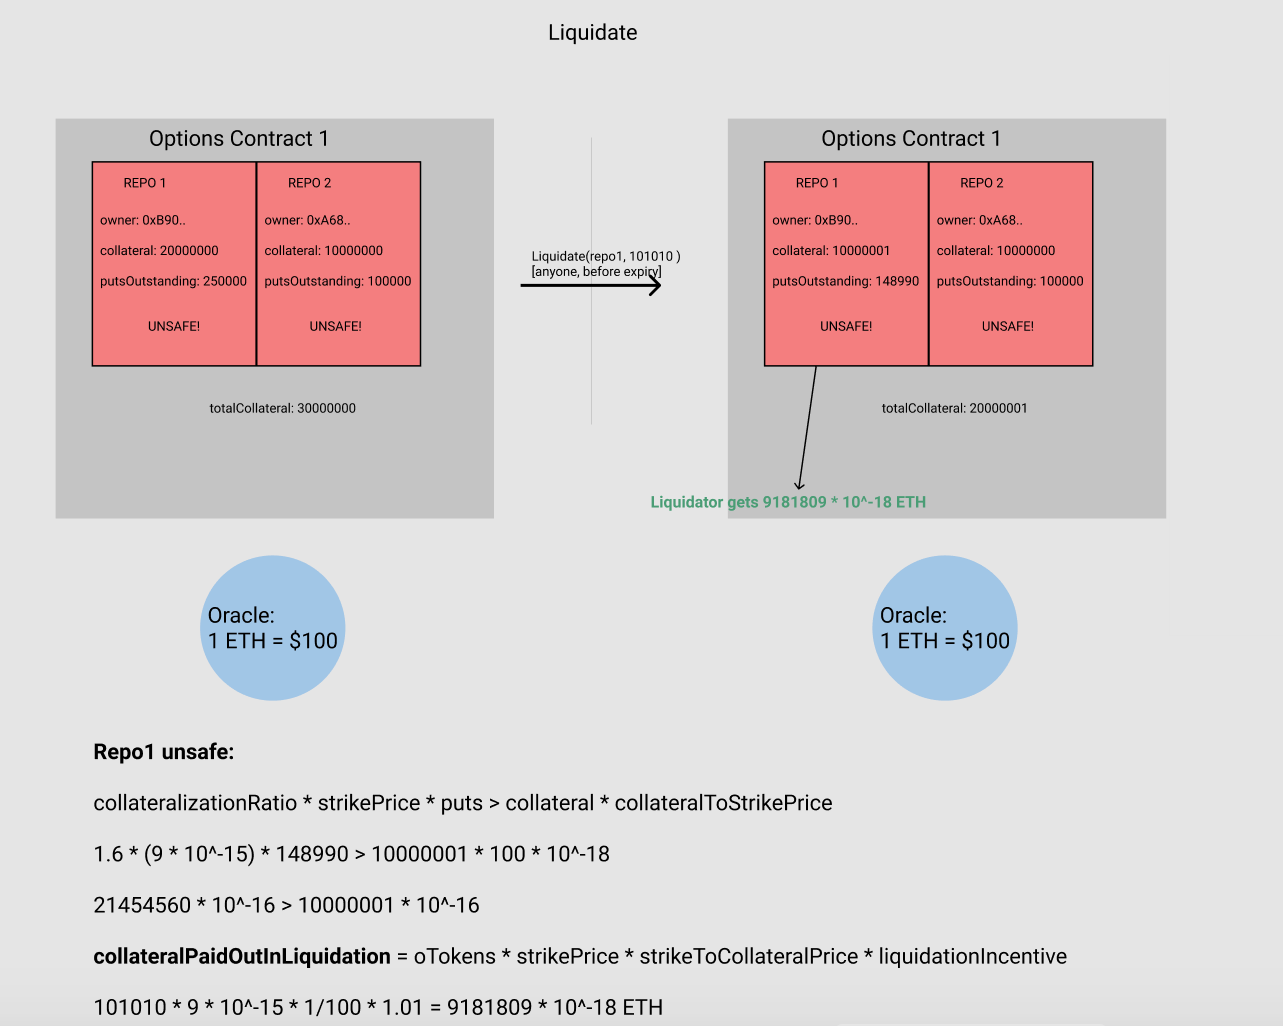 Liquidate
Options Contract 1
REPO 1
owner: 0xB90..
collateral: 20000000
putsOutstanding: 250000
UNSAFE!
REPO 2
owner: 0xA68..
collateral: 10000000
putsOutstanding: 100000
UNSAFE!
totalCollateral: 30000000
Liquidate(repo1, 101010 )
[anyone, before expiry]
Options Contract 1
REPO 1
owner: 0xB90..
collateral: 10000001
putsOutstanding: 148990
UNSAFE!
REPO 2
owner: 0xA68..
collateral: 10000000
putsOutstanding: 100000
UNSAFE!
totalCollateral: 20000001
Liquidator gets 9181809 * 10^-18 ETH
Oracle:
1 ETH = $100
Oracle:
1 ETH = $100
Repo1 unsafe:
collateralizationRatio * strikePrice * puts > collateral * collateralToStrikePrice
1.6 * (9 * 10^-15) * 148990 > 10000001 * 100 * 10^-18
21454560 * 10^-16 > 10000001 * 10^-16
collateralPaidOutInLiquidation = oTokens * strikePrice * strikeToCollateralPrice * liquidationIncentive
101010 * 9 * 10^-15 * 1/100 * 1.01 = 9181809 * 10^-18 ETH